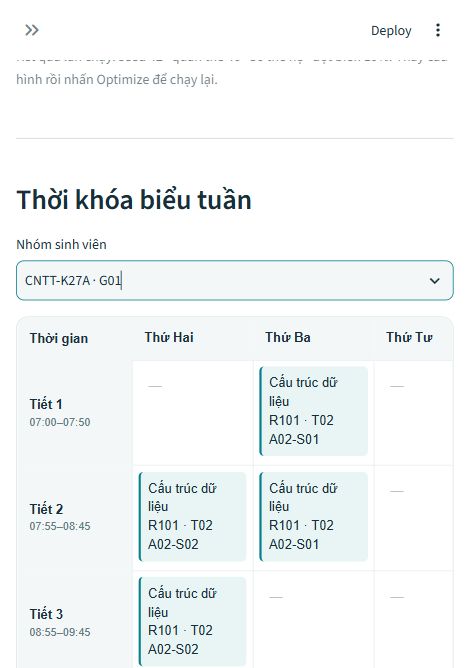 Deploy
hình rồi nhấn Optimize để chạy lại.
Thời khóa biểu tuần
Nhóm sinh viên
CNTT-K27A · G01
Thời gian
Thứ Hai
Thứ Ba
Thứ Tư
Tiết 1
07:00–07:50
—
Cấu trúc dữ
liệu
R101 · T02
A02-S01
—
Tiết 2
07:55–08:45
Cấu trúc dữ
liệu
R101 · T02
A02-S02
Cấu trúc dữ
liệu
R101 · T02
A02-S01
—
Tiết 3
08:55–09:45
Cấu trúc dữ
liệu
R101 · T02
A02-S02
—
—